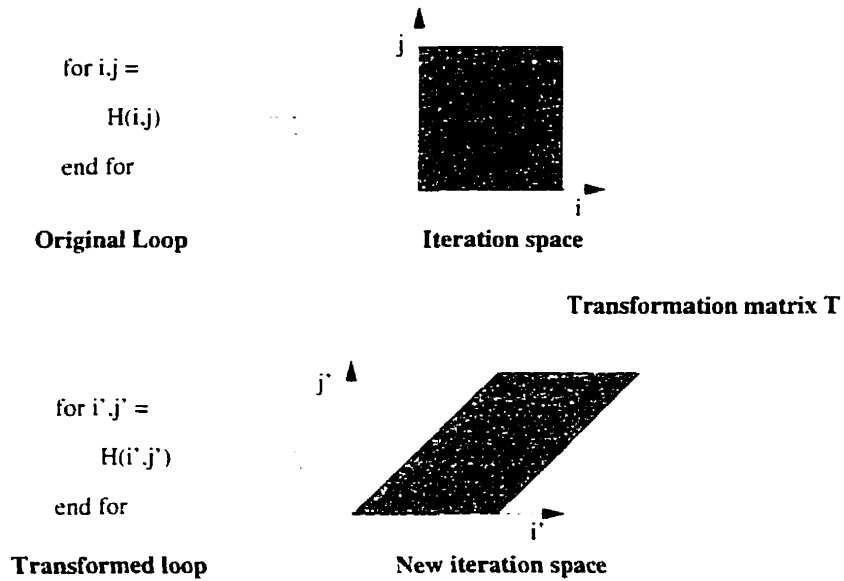 for i.j =
H(i.j)
end for
j
i
Original Loop
Iteration space
Transformation matrix T
for i'.j' =
H(i'.j')
end for
j'
i'
Transformed loop
New iteration space